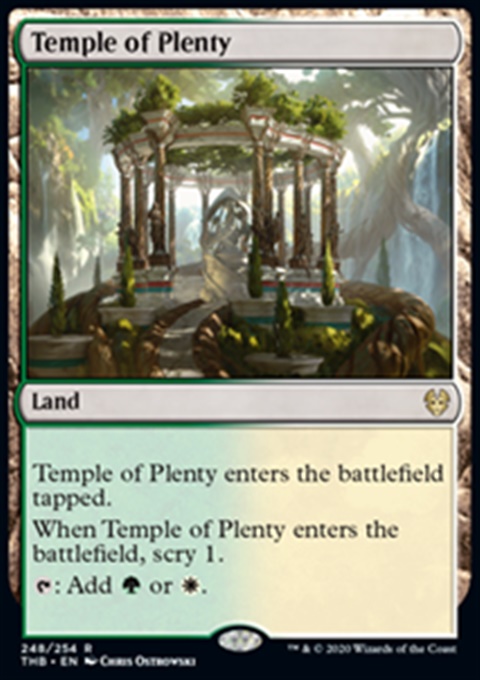 Temple of Plenty
Land
Temple of Plenty enters the battlefield
tapped.
When Temple of Plenty enters the
battlefield, scry 1.
: Add or .
248/254 R
THB • EN Chris Ostrowski
™ & © 2020 Wizards of the Coast